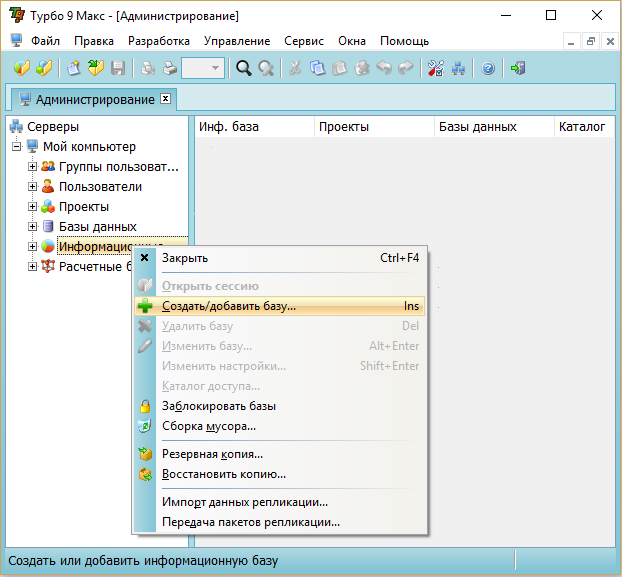 Турбо 9 Макс - [Администрирование]
Файл Правка Разработка Управление Сервис Окна Помощь
Администрирование
Серверы
Мой компьютер
Группы пользоват...
Пользователи
Проекты
Базы данных
Информационные
Расчетные б
Инф. база Проекты Базы данных Каталог
Закрыть Ctrl+F4
Открыть сессию
Создать/добавить базу... Ins
Удалить базу Del
Изменить базу... Alt+Enter
Изменить настройки... Shift+Enter
Каталог доступа...
Заблокировать базы
Сборка мусора...
Резервная копия...
Восстановить копию...
Импорт данных репликации...
Передача пакетов репликации...
Создать или добавить информационную базу